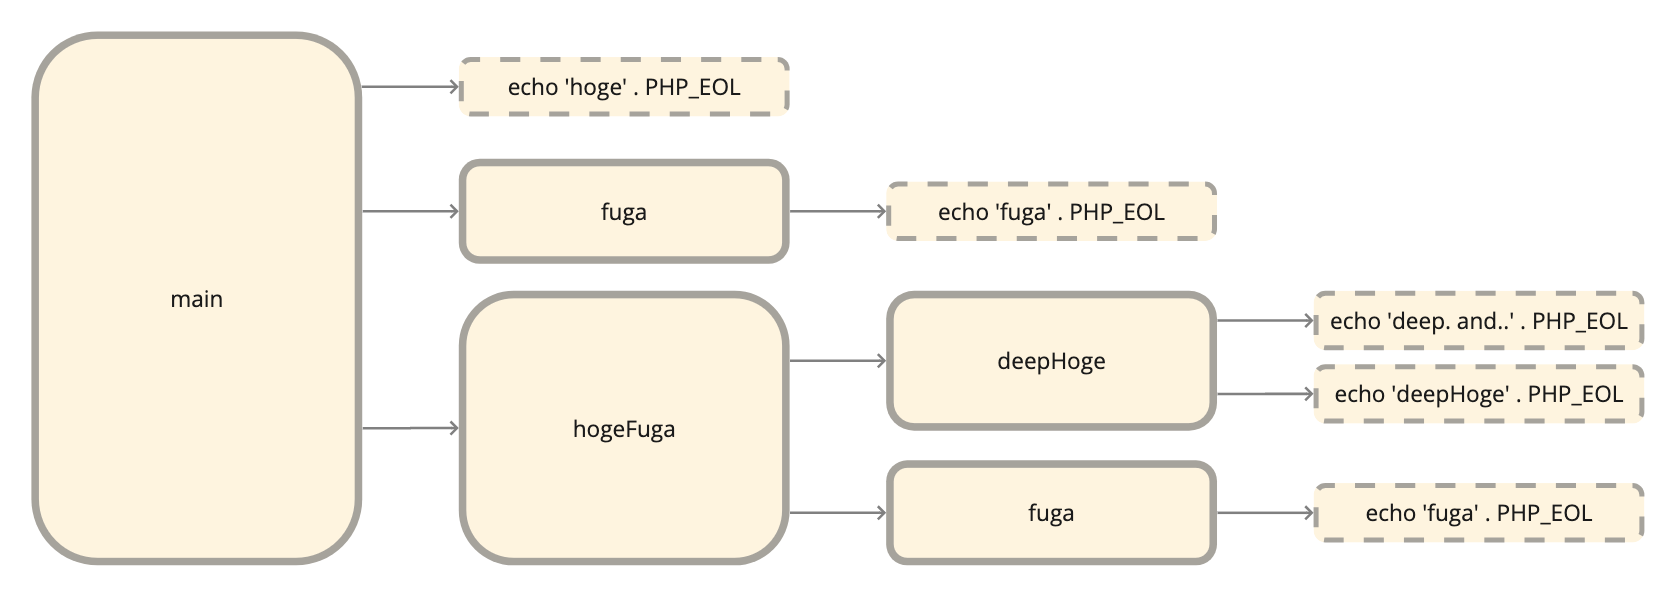 main
echo 'hoge' . PHP_EOL
fuga
echo 'fuga' . PHP_EOL
hogeFuga
deepHoge
echo 'deep. and..' . PHP_EOL
echo 'deepHoge' . PHP_EOL
fuga
echo 'fuga' . PHP_EOL